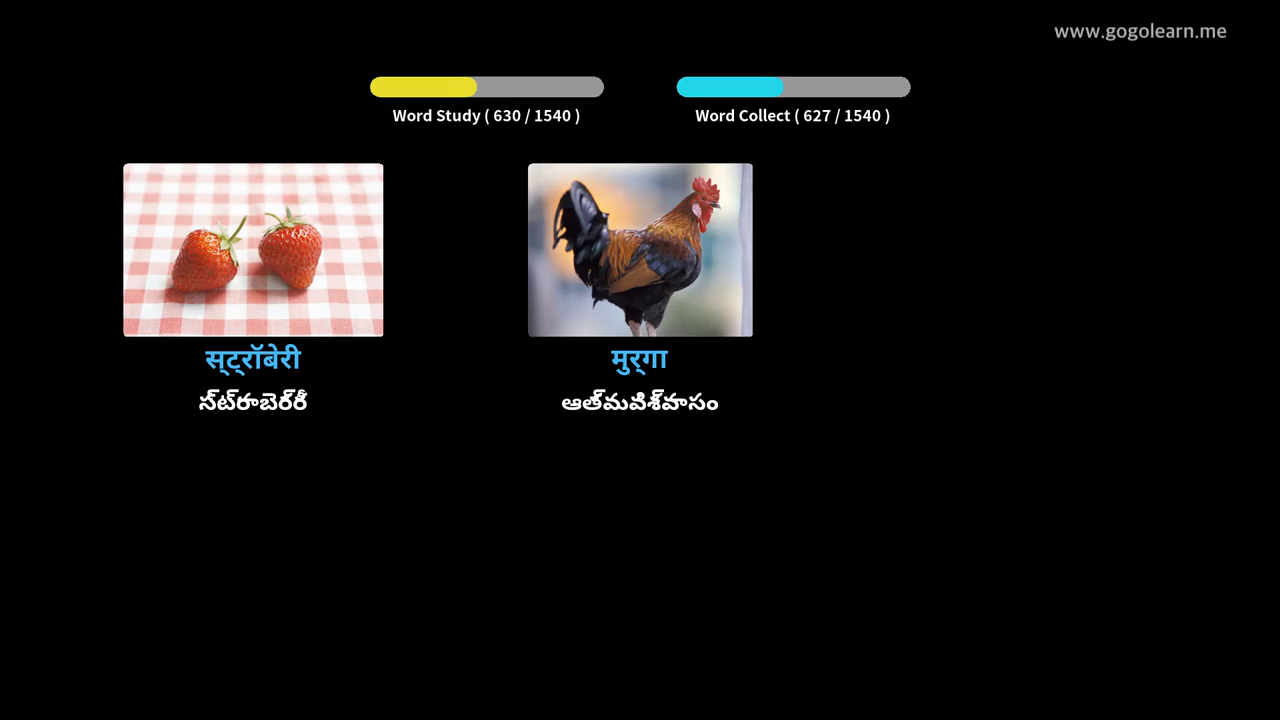 www.gogolearn.me
Word Study ( 630 / 1540 )
Word Collect ( 627 / 1540 )
स्ट्रॉबेरी
स్ట్రాబెర్రీ
मुर्गा
ఆత్మవిశ్వాసం